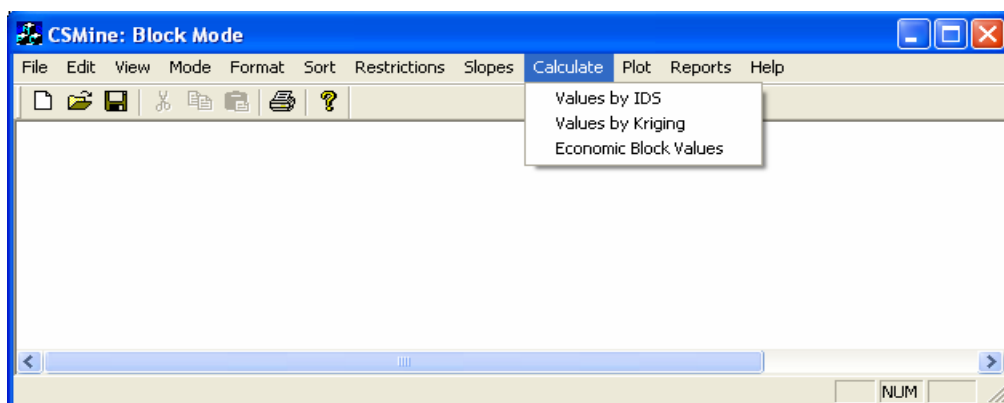 CSMine: Block Mode
File Edit View Mode Format Sort Restrictions Slopes Calculate Plot Reports Help
Values by IDS
Values by Kriging
Economic Block Values
NUM